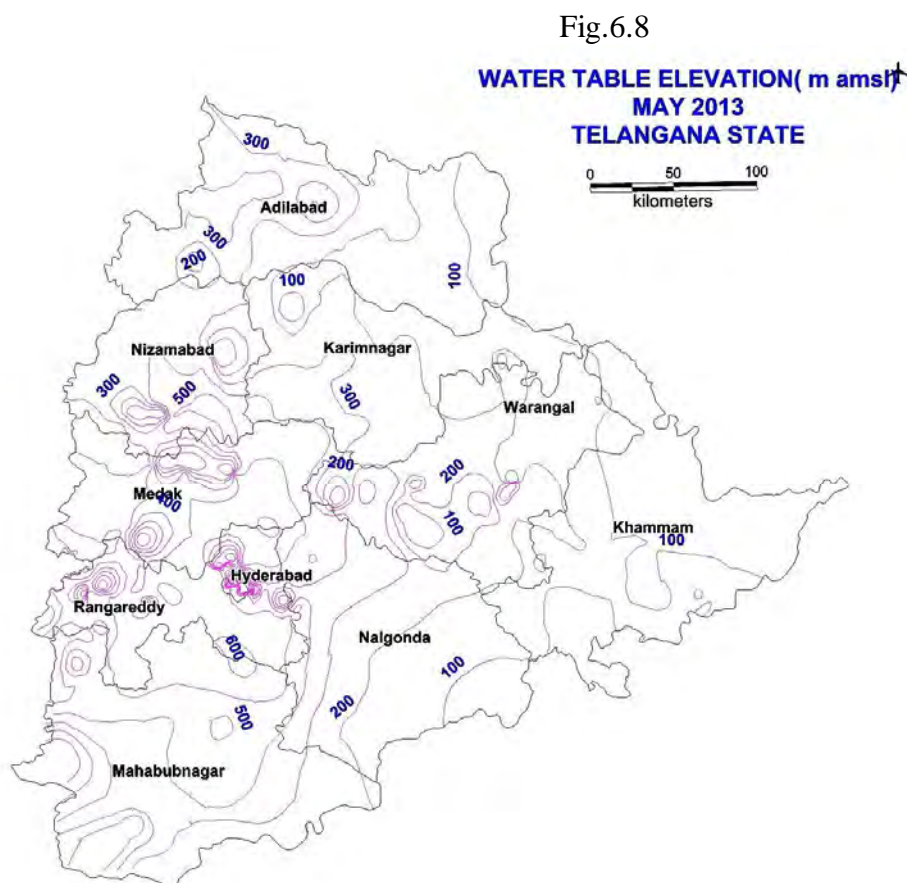 Fig.6.8
WATER TABLE ELEVATION( m amsl)
MAY 2013
TELANGANA STATE
0 50 100
kilometers
300
Adilabad
300
200
100
100
Nizamabad
Karimnagar
300
500
300
Warangal
200
200
Medak
400
100
Khammam
100
Hyderabad
Rangareddy
600
Nalgonda
100
200
500
Mahabubnagar